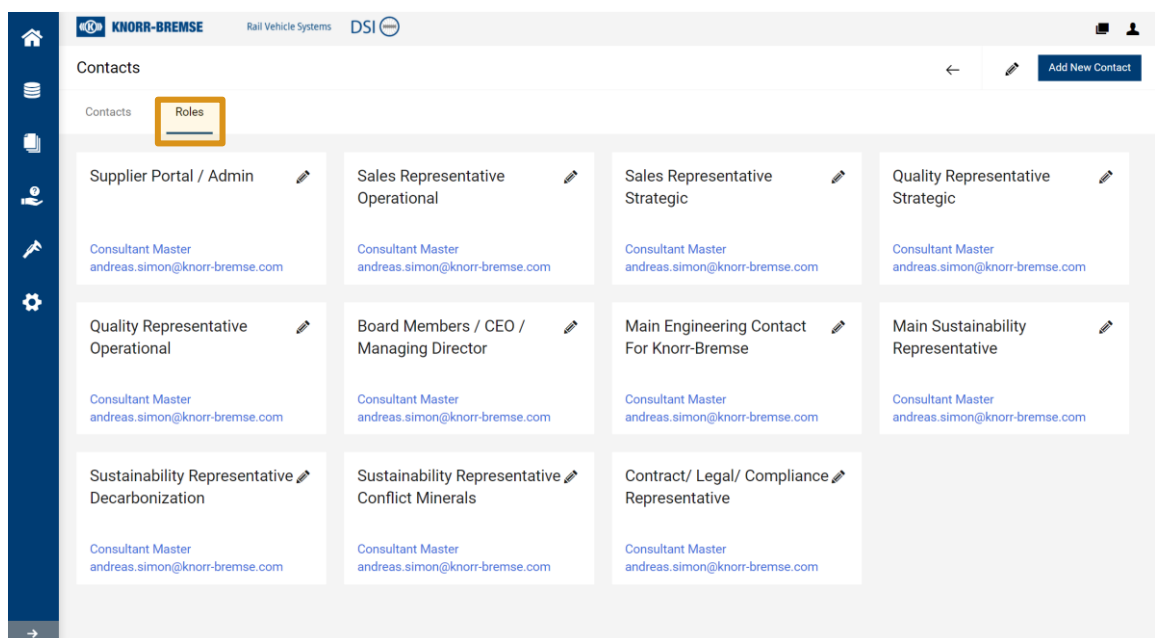 ((K)) KNORR-BREMSE Rail Vehicle Systems DSI
Contacts Add New Contact
Contacts Roles
Supplier Portal / Admin
Consultant Master
andreas.simon@knorr-bremse.com
Sales Representative
Operational
Consultant Master
andreas.simon@knorr-bremse.com
Sales Representative
Strategic
Consultant Master
andreas.simon@knorr-bremse.com
Quality Representative
Strategic
Consultant Master
andreas.simon@knorr-bremse.com
Quality Representative
Operational
Consultant Master
andreas.simon@knorr-bremse.com
Board Members / CEO /
Managing Director
Consultant Master
andreas.simon@knorr-bremse.com
Main Engineering Contact
For Knorr-Bremse
Consultant Master
andreas.simon@knorr-bremse.com
Main Sustainability
Representative
Consultant Master
andreas.simon@knorr-bremse.com
Sustainability Representative
Decarbonization
Consultant Master
andreas.simon@knorr-bremse.com
Sustainability Representative
Conflict Minerals
Consultant Master
andreas.simon@knorr-bremse.com
Contract/ Legal/ Compliance
Representative
Consultant Master
andreas.simon@knorr-bremse.com